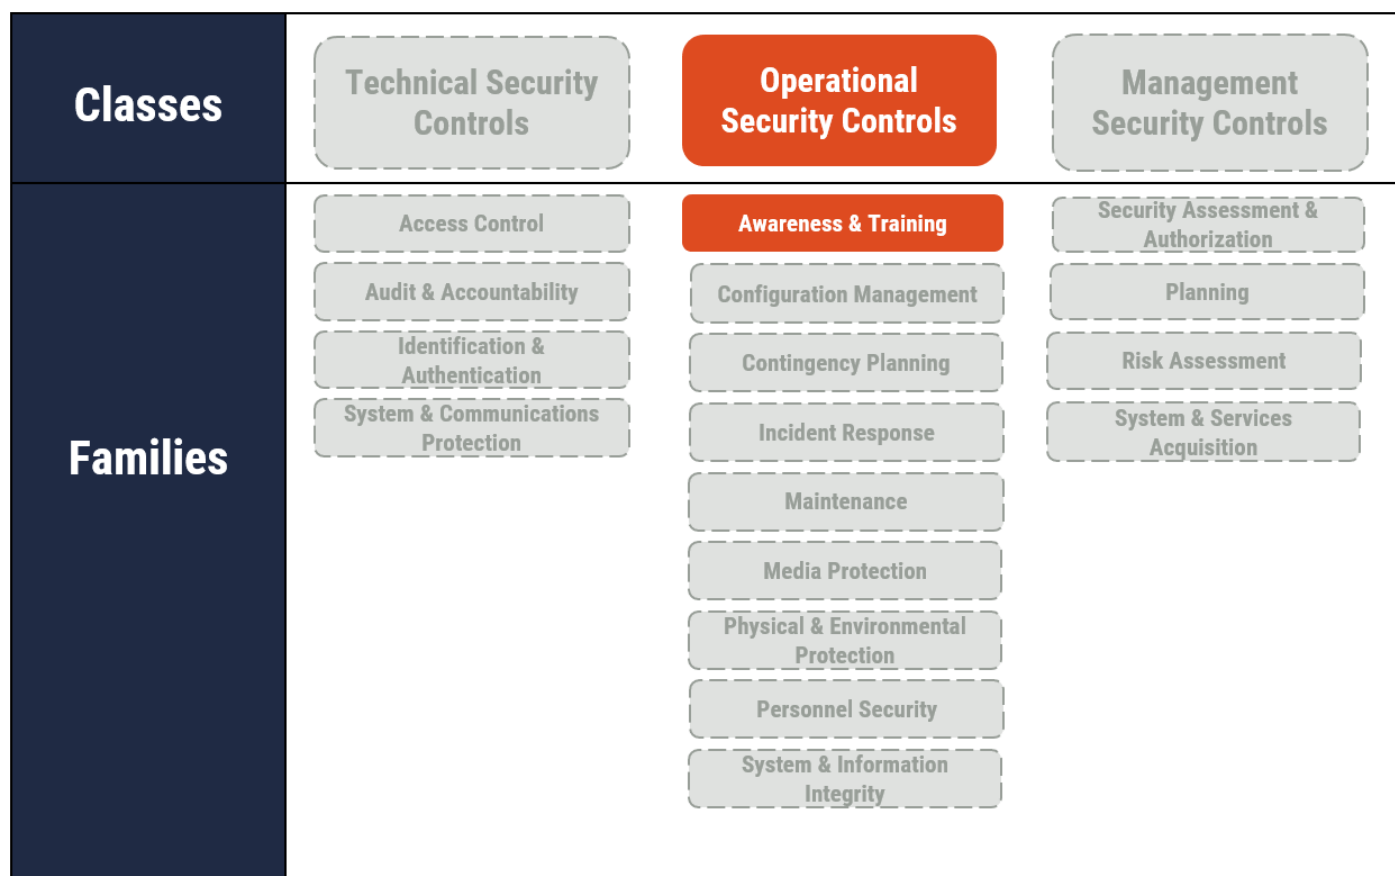 Classes
Technical Security
Controls
Operational
Security Controls
Management
Security Controls
Families
Access Control
Audit & Accountability
Identification &
Authentication
System & Communications
Protection
Awareness & Training
Configuration Management
Contingency Planning
Incident Response
Maintenance
Media Protection
Physical & Environmental
Protection
Personnel Security
System & Information
Integrity
Security Assessment &
Authorization
Planning
Risk Assessment
System & Services
Acquisition